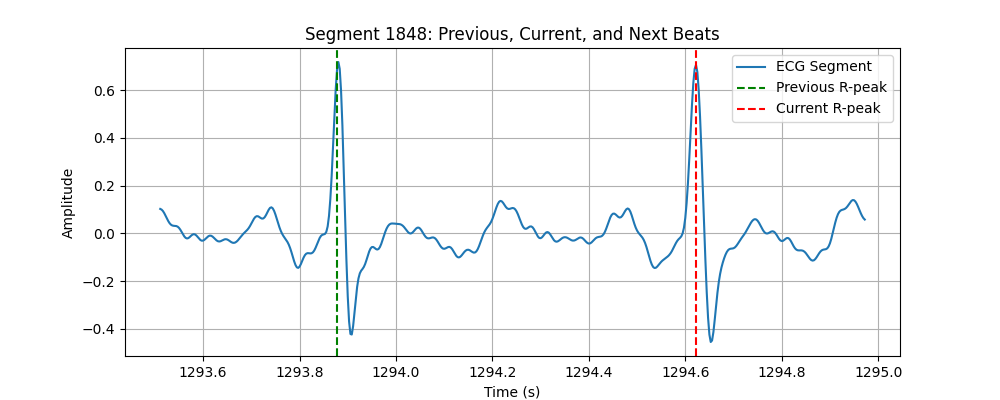 Segment 1848: Previous, Current, and Next Beats
ECG Segment
Previous R-peak
Current R-peak
0.6
0.4
0.2
0.0
−0.2
−0.4
Amplitude
1293.6 1293.8 1294.0 1294.2 1294.4 1294.6 1294.8 1295.0
Time (s)